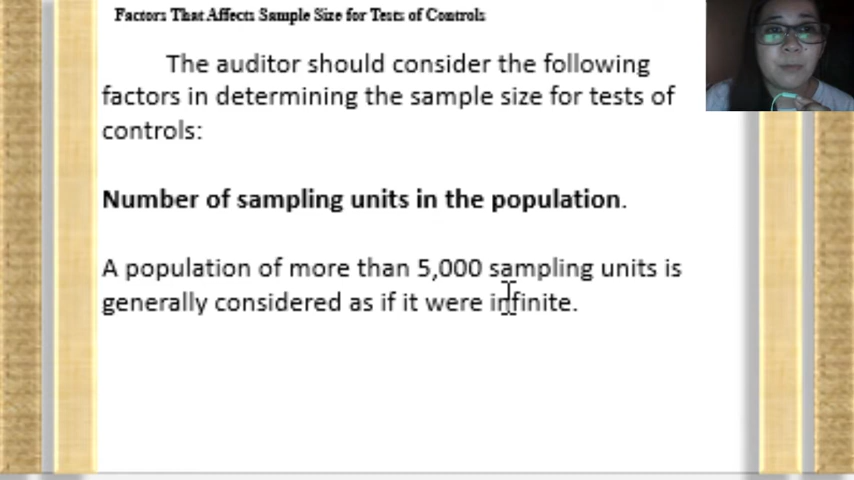 Factors That Affects Sample Size for Tests of Controls
The auditor should consider the following
factors in determining the sample size for tests of
controls:
Number of sampling units in the population.
A population of more than 5,000 sampling units is
generally considered as if it were infinite.